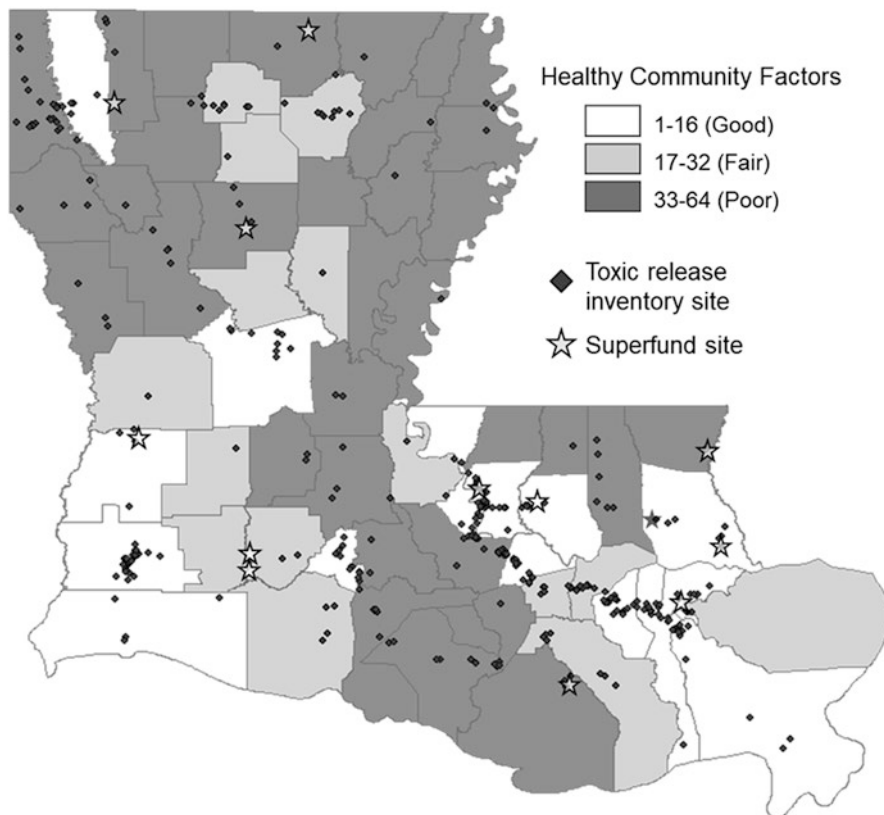 Healthy Community Factors
1-16 (Good)
17-32 (Fair)
33-64 (Poor)
Toxic release
inventory site
Superfund site